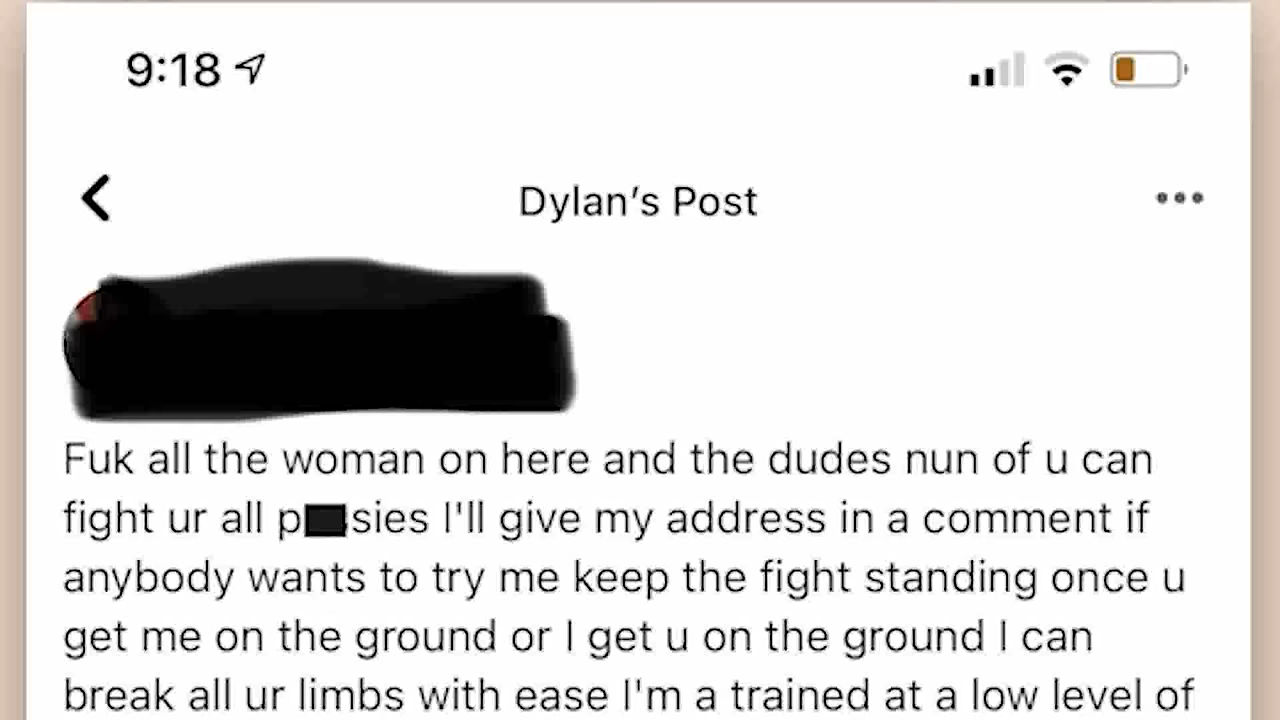 9:18
Dylan's Post
Fuk all the woman on here and the dudes nun of u can
fight ur all p sies I'll give my address in a comment if
anybody wants to try me keep the fight standing once u
get me on the ground or I get u on the ground I can
break all ur limbs with ease I'm a trained at a low level of